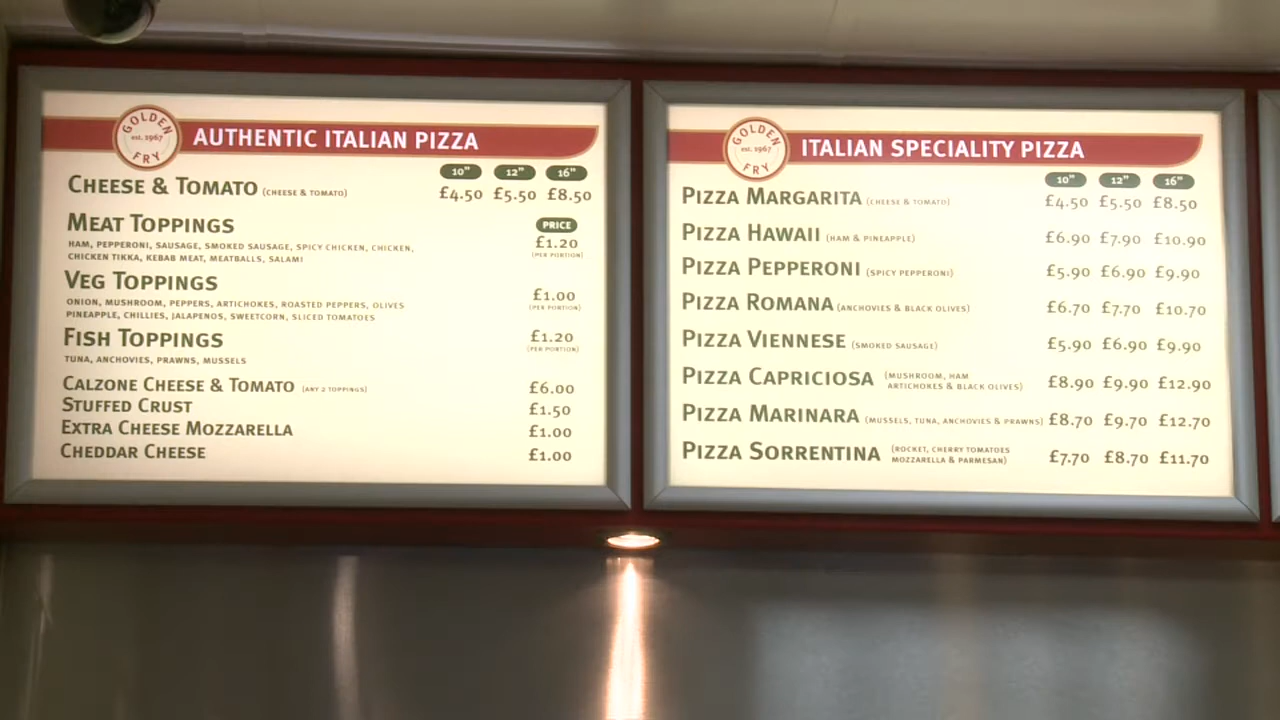 GOLDEN FRY est. 1967
AUTHENTIC ITALIAN PIZZA
10" 12" 16"
CHEESE & TOMATO (CHEESE & TOMATO) £4.50 £5.50 £8.50
MEAT TOPPINGS PRICE
HAM, PEPPERONI, SAUSAGE, SMOKED SAUSAGE, SPICY CHICKEN, CHICKEN, £1.20
CHICKEN TIKKA, KEBAB MEAT, MEATBALLS, SALAMI (PER PORTION)
VEG TOPPINGS
ONION, MUSHROOM, PEPPERS, ARTICHOKES, ROASTED PEPPERS, OLIVES £1.00
PINEAPPLE, CHILLIES, JALAPENOS, SWEETCORN, SLICED TOMATOES (PER PORTION)
FISH TOPPINGS £1.20
TUNA, ANCHOVIES, PRAWNS, MUSSELS (PER PORTION)
CALZONE CHEESE & TOMATO (ANY 2 TOPPINGS) £6.00
STUFFED CRUST £1.50
EXTRA CHEESE MOZZARELLA £1.00
CHEDDAR CHEESE £1.00
GOLDEN FRY est. 1967
ITALIAN SPECIALITY PIZZA
10" 12" 16"
PIZZA MARGARITA (CHEESE & TOMATO) £4.50 £5.50 £8.50
PIZZA HAWAII (HAM & PINEAPPLE) £6.90 £7.90 £10.90
PIZZA PEPPERONI (SPICY PEPPERONI) £5.90 £6.90 £9.90
PIZZA ROMANA (ANCHOVIES & BLACK OLIVES) £6.70 £7.70 £10.70
PIZZA VIENNESE (SMOKED SAUSAGE) £5.90 £6.90 £9.90
PIZZA CAPRICIOSA (MUSHROOM, HAM
ARTICHOKES & BLACK OLIVES) £8.90 £9.90 £12.90
PIZZA MARINARA (MUSSELS, TUNA, ANCHOVIES & PRAWNS) £8.70 £9.70 £12.70
PIZZA SORRENTINA (ROCKET, CHERRY TOMATOES
MOZZARELLA & PARMESAN) £7.70 £8.70 £11.70